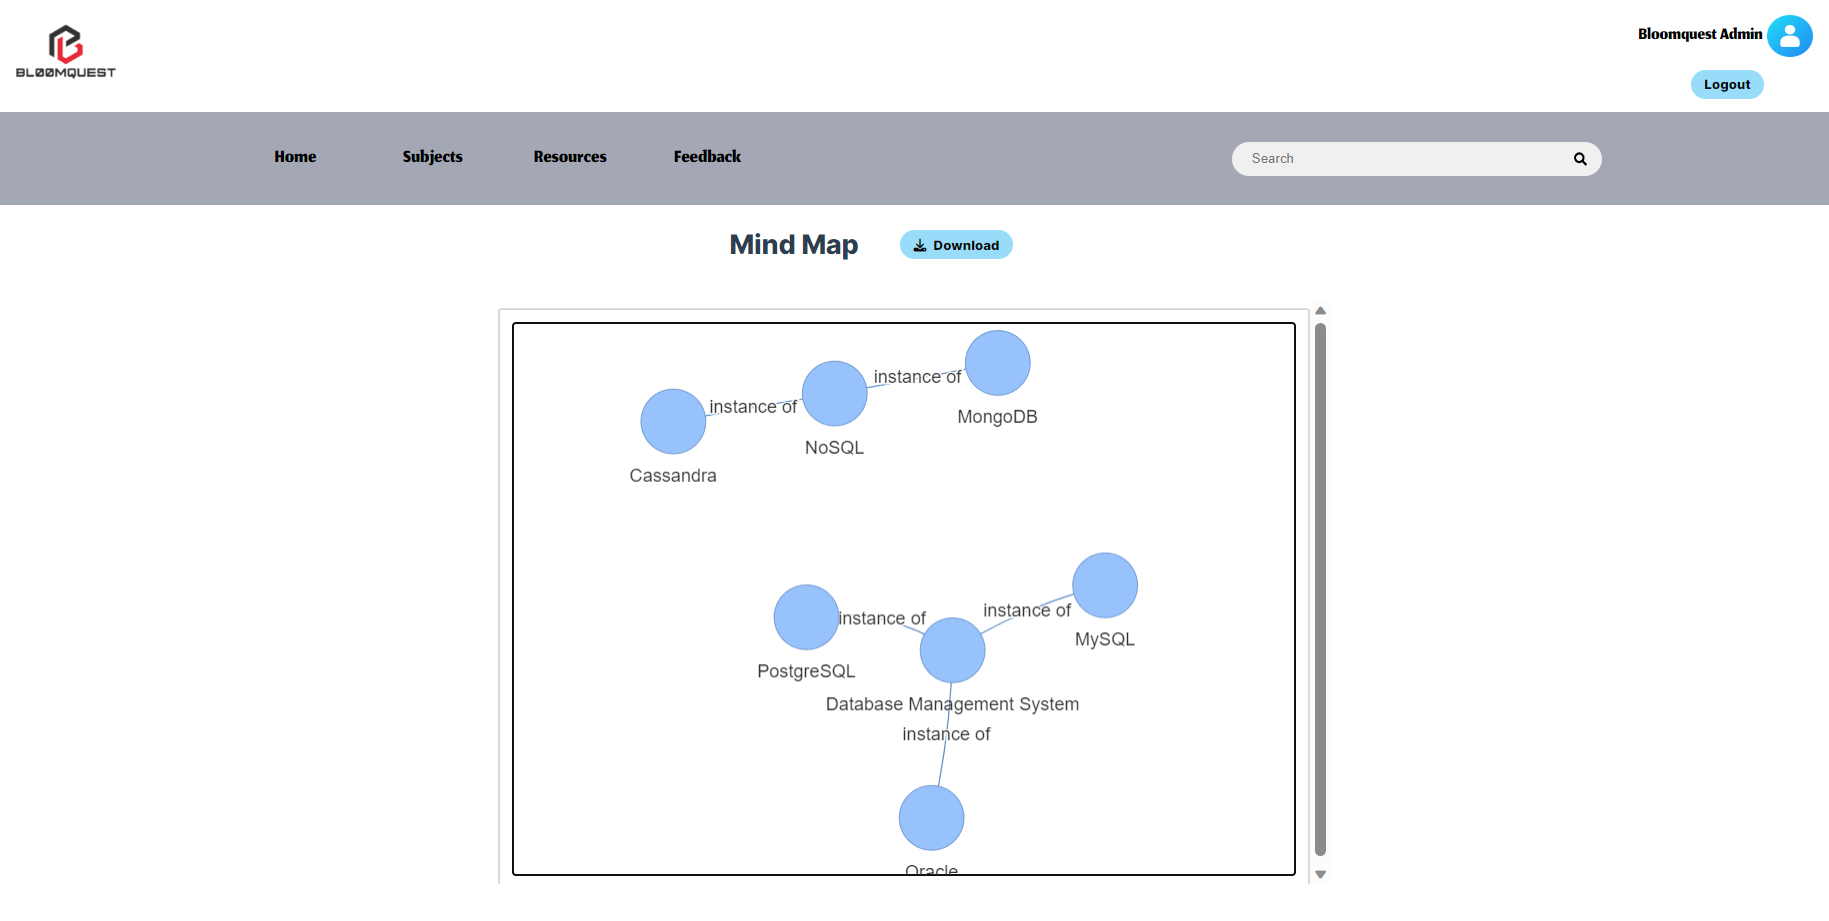 BLOOMQUEST
Bloomquest Admin
Logout
Home Subjects Resources Feedback
Search
Mind Map
Download
instance of
MongoDB
instance of
NoSQL
Cassandra
instance of
MySQL
instance of
PostgreSQL
Database Management System
instance of
Oracle